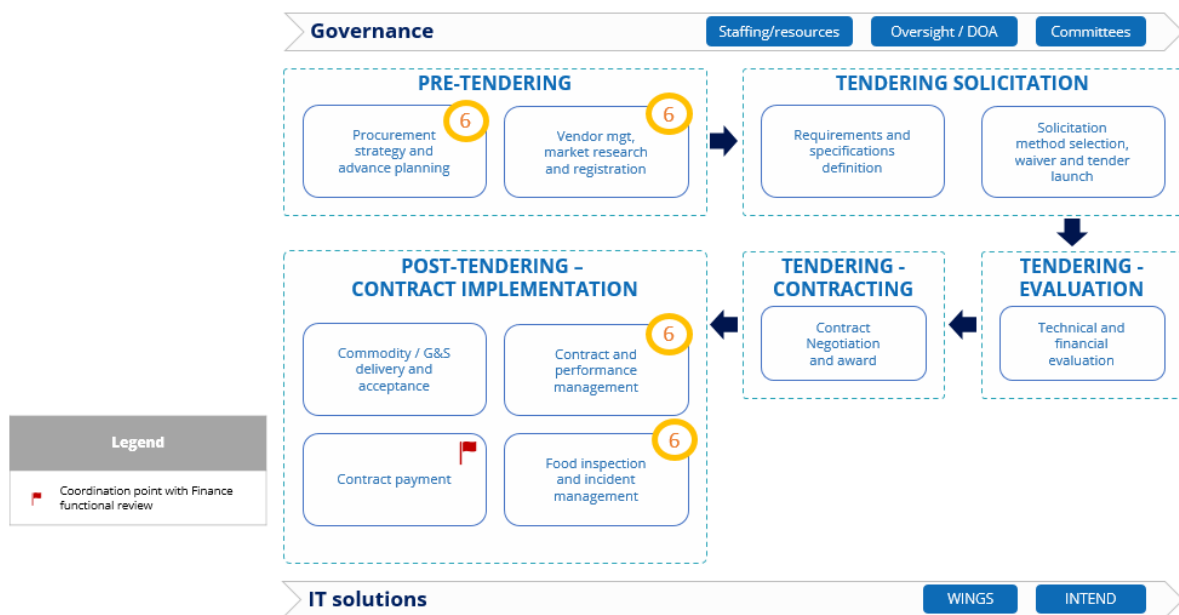 Governance
Staffing/resources
Oversight / DOA
Committees
PRE-TENDERING
6
Procurement
strategy and
advance planning
6
Vendor mgt,
market research
and registration
TENDERING SOLICITATION
Requirements and
specifications
definition
Solicitation
method selection,
waiver and tender
launch
TENDERING -
EVALUATION
Technical and
financial
evaluation
TENDERING -
CONTRACTING
Contract
Negotiation
and award
POST-TENDERING –
CONTRACT IMPLEMENTATION
Commodity / G&S
delivery and
acceptance
6
Contract and
performance
management
Contract payment
6
Food inspection
and incident
management
Legend
Coordination point with Finance
functional review
IT solutions
WINGS
INTEND